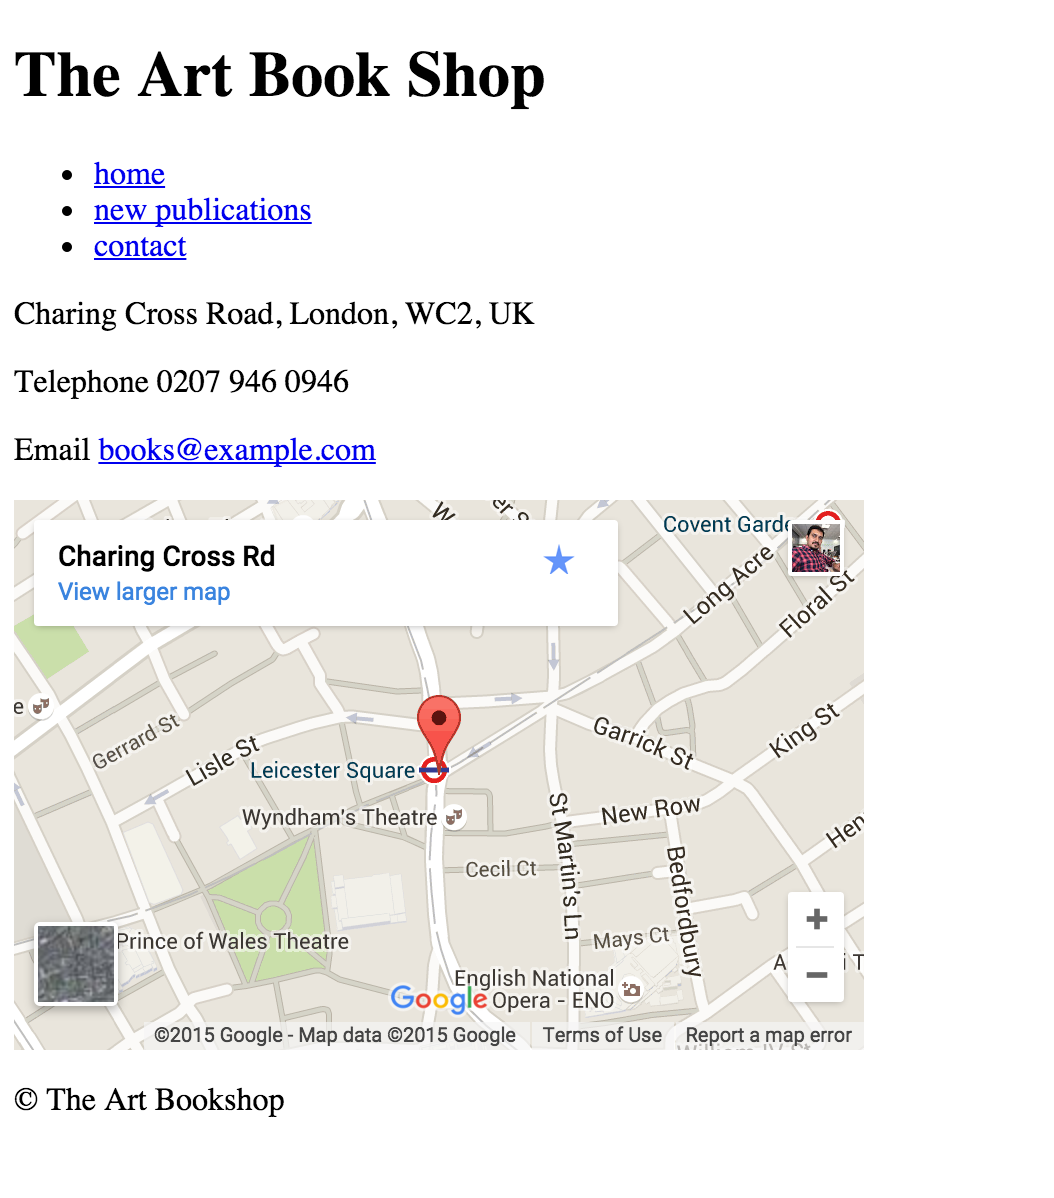 The Art Book Shop
home
new publications
contact
Charing Cross Road, London, WC2, UK
Telephone 0207 946 0946
Email books@example.com
Charing Cross Rd
View larger map
Long Acre
Floral St
Gerrard St
Lisle St
Garrick St
King St
Leicester Square
Wyndham's Theatre
New Row
St Martin's Ln
Cecil Ct
Bedfordbury
Mays Ct
Prince of Wales Theatre
English National
Opera - ENO
Google
©2015 Google - Map data ©2015 Google
Terms of Use
Report a map error
© The Art Bookshop